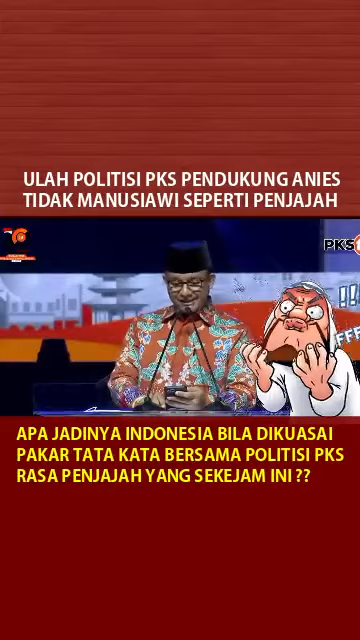 ULAH POLITISI PKS PENDUKUNG ANIES
TIDAK MANUSIAWI SEPERTI PENJAJAH
PKS
!!!
FFF
APA JADINYA INDONESIA BILA DIKUASAI
PAKAR TATA KATA BERSAMA POLITISI PKS
RASA PENJAJAH YANG SEKEJAM INI ??